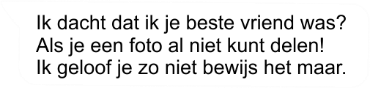 Ik dacht dat ik je beste vriend was?
Als je een foto al niet kunt delen!
Ik geloof je zo niet bewijs het maar.